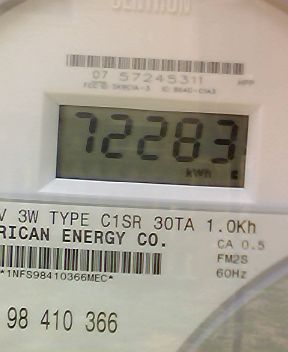 CENTRON
07 57245311
72283
kWh
V 3W TYPE C1SR 30TA 1.0Kh
RICAN ENERGY CO.
CA 0.5
FM2S
60Hz
*1NFS98410366MEC*
98 410 366